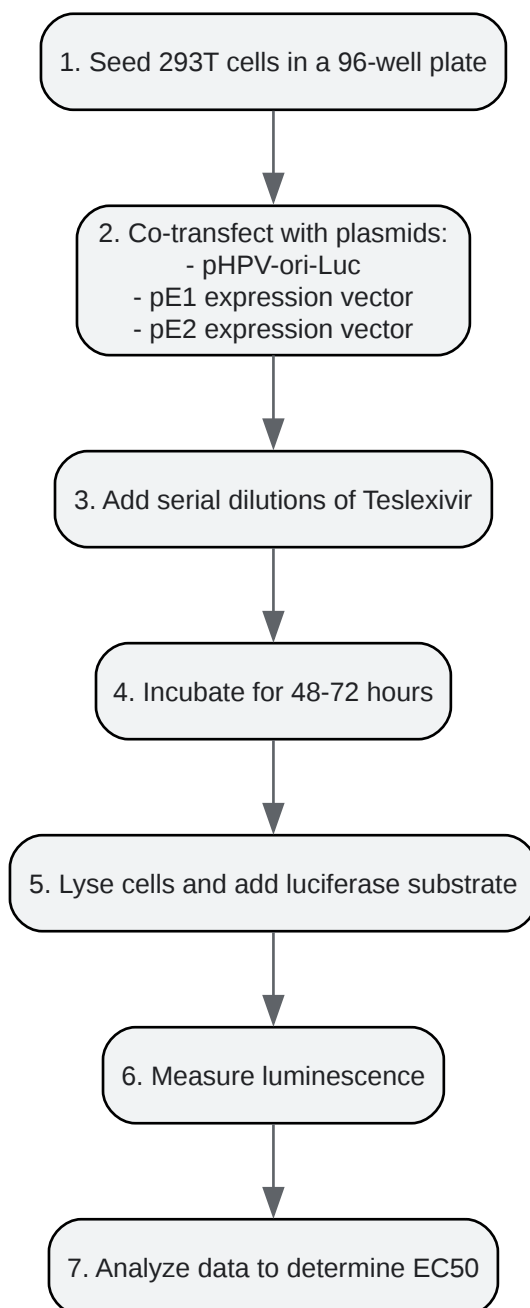 1. Seed 293T cells in a 96-well plate
2. Co-transfect with plasmids:
- pHPV-ori-Luc
- pE1 expression vector
- pE2 expression vector
3. Add serial dilutions of Teslexivir
4. Incubate for 48-72 hours
5. Lyse cells and add luciferase substrate
6. Measure luminescence
7. Analyze data to determine EC50